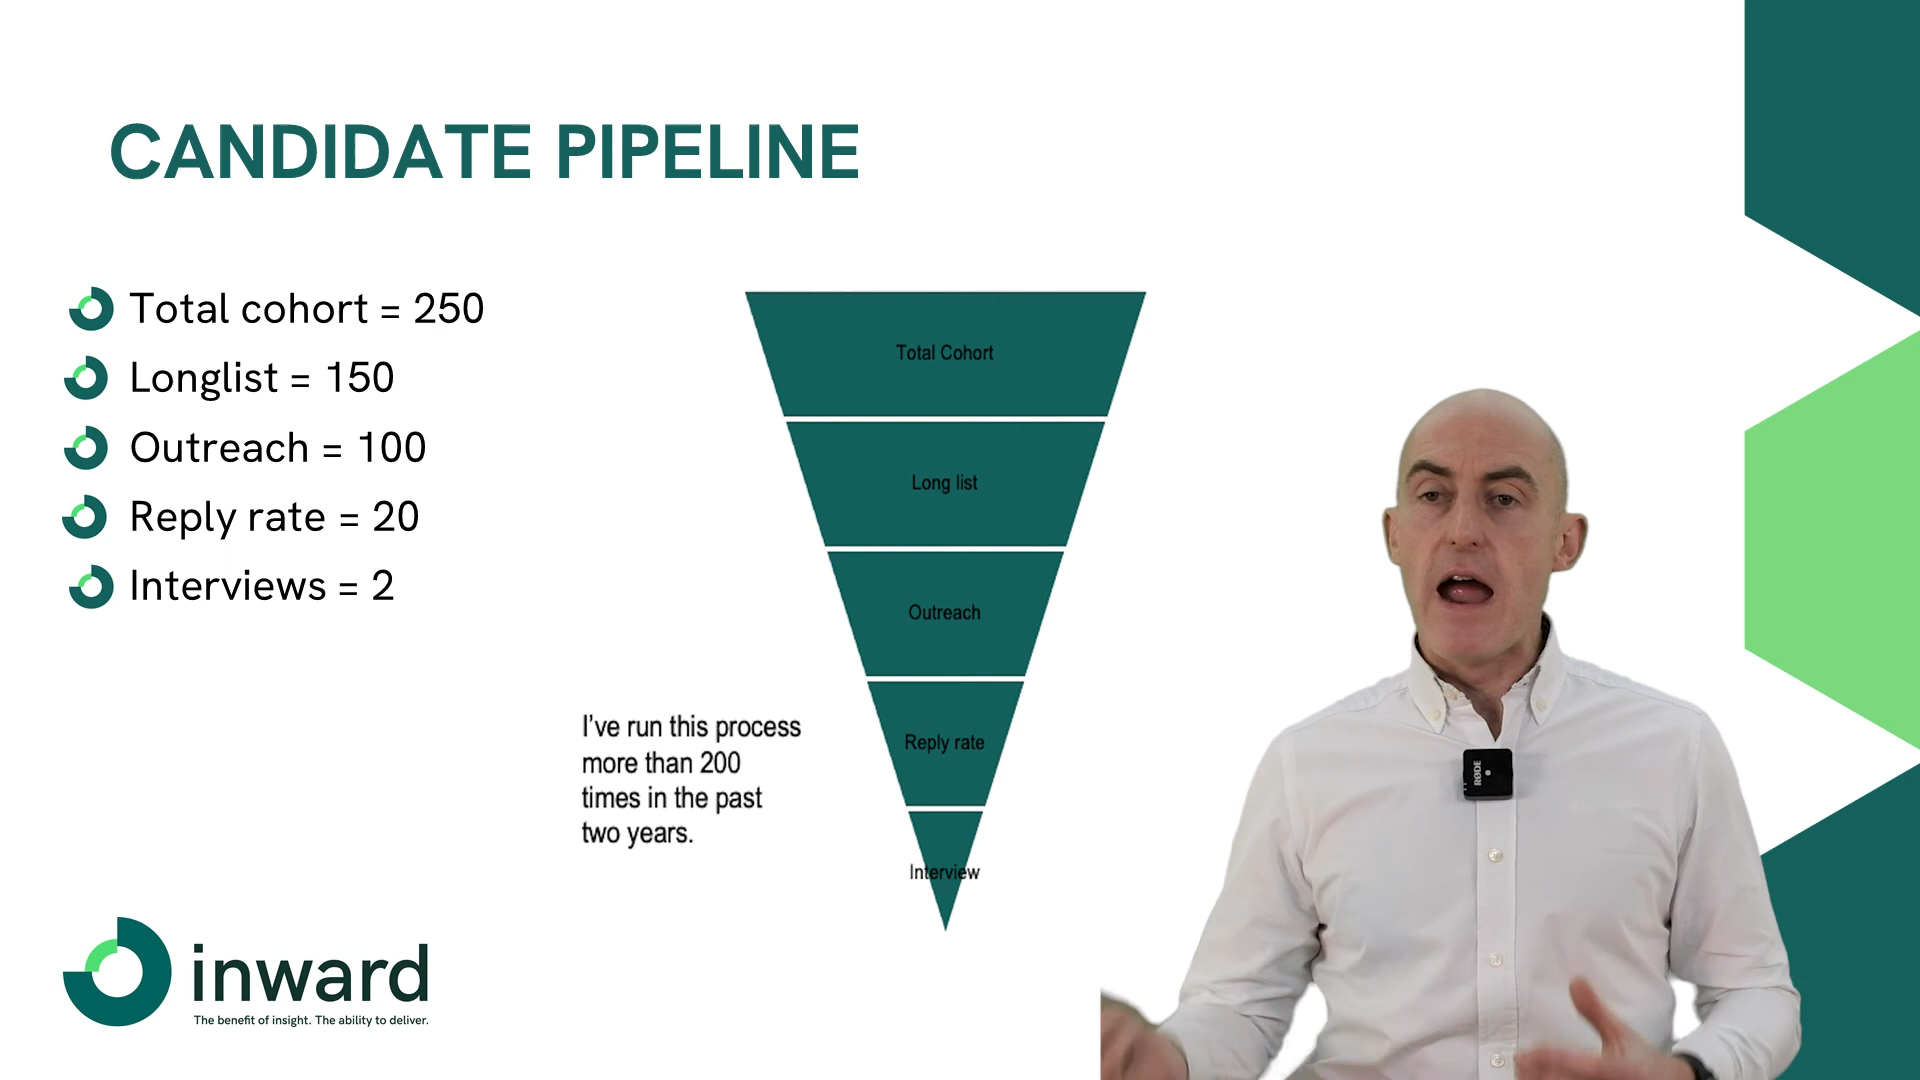 CANDIDATE PIPELINE
Total cohort = 250
Longlist = 150
Outreach = 100
Reply rate = 20
Interviews = 2
Total Cohort
Long list
Outreach
Reply rate
Interview
I've run this process
more than 200
times in the past
two years.
RØDE
inward
The benefit of insight. The ability to deliver.